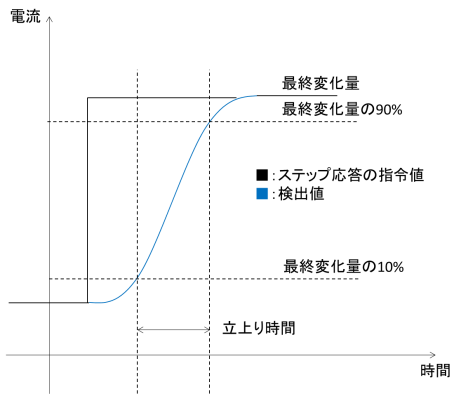 電流
最終変化量
最終変化量の90%
■:ステップ応答の指令値
■:検出値
最終変化量の10%
立上り時間
時間